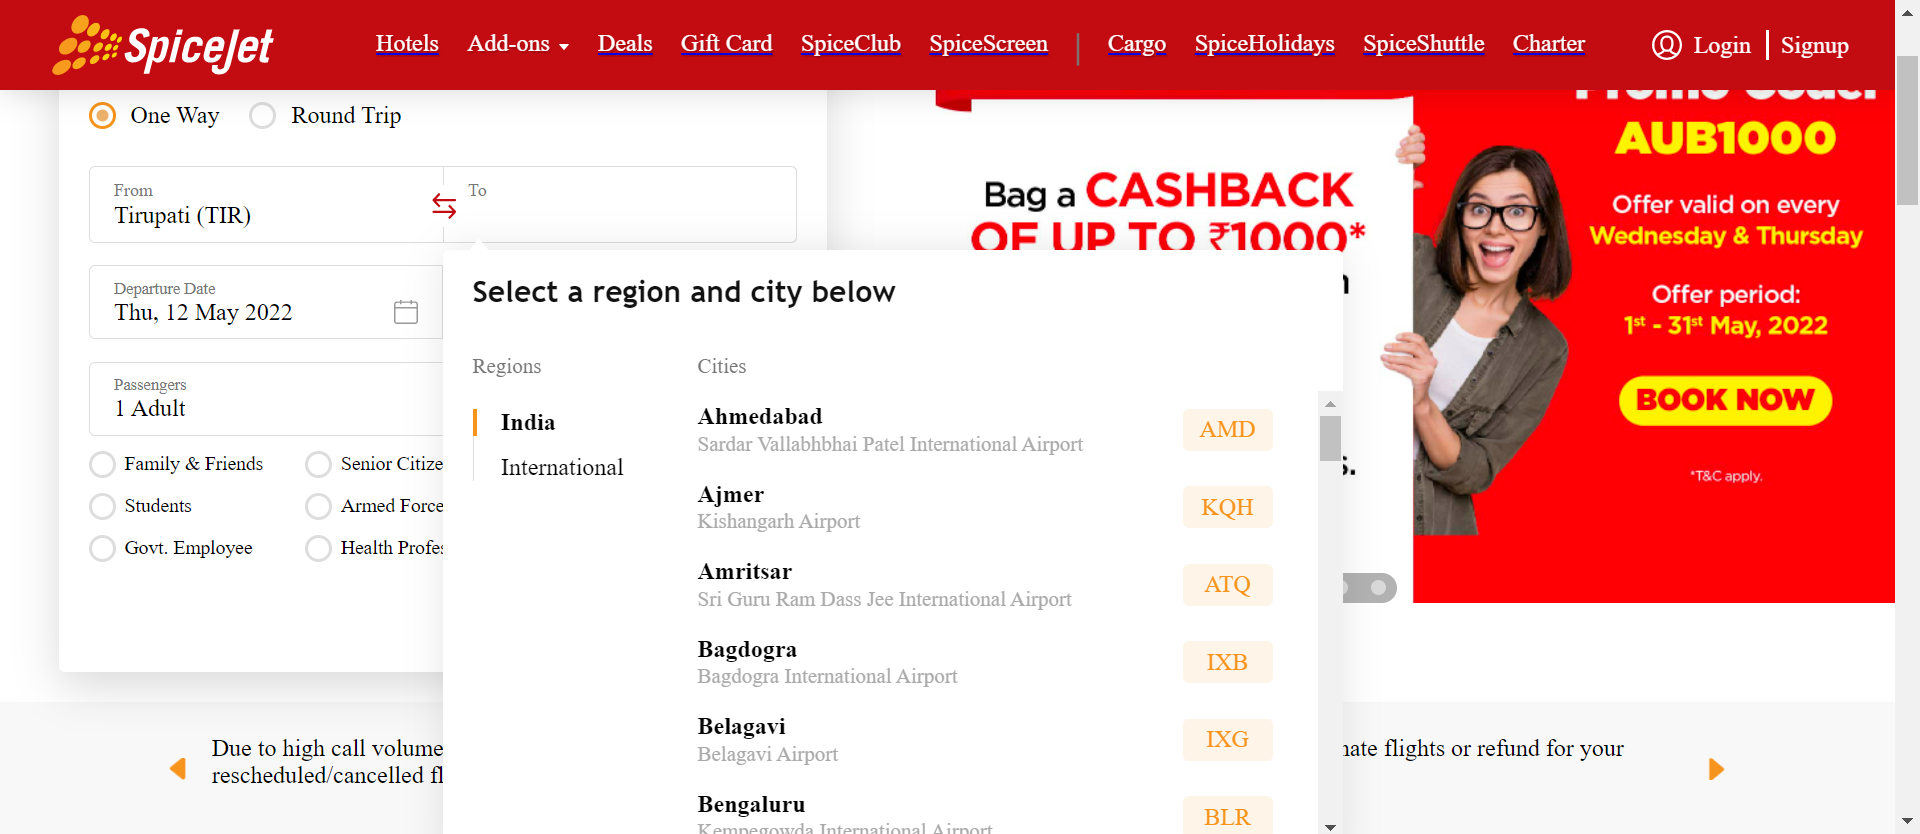 SpiceJet
Hotels Add-ons Deals Gift Card SpiceClub SpiceScreen Cargo SpiceHolidays SpiceShuttle Charter Login Signup
One Way Round Trip
From
Tirupati (TIR)
To
Departure Date
Thu, 12 May 2022
Passengers
1 Adult
Family & Friends Senior Citize
Students Armed Force
Govt. Employee Health Profes
Select a region and city below
Regions
India
International
Cities
Ahmedabad
Sardar Vallabhbhai Patel International Airport
AMD
Ajmer
Kishangarh Airport
KQH
Amritsar
Sri Guru Ram Dass Jee International Airport
ATQ
Bagdogra
Bagdogra International Airport
IXB
Belagavi
Belagavi Airport
IXG
Bengaluru
Kempegowda International Airport
BLR
Bag a CASHBACK
OF UP TO ₹1000*
Promo Code:
AUB1000
Offer valid on every
Wednesday & Thursday
Offer period:
1st - 31st May, 2022
BOOK NOW
*T&C apply.
Due to high call volume
rescheduled/cancelled fl
nate flights or refund for your